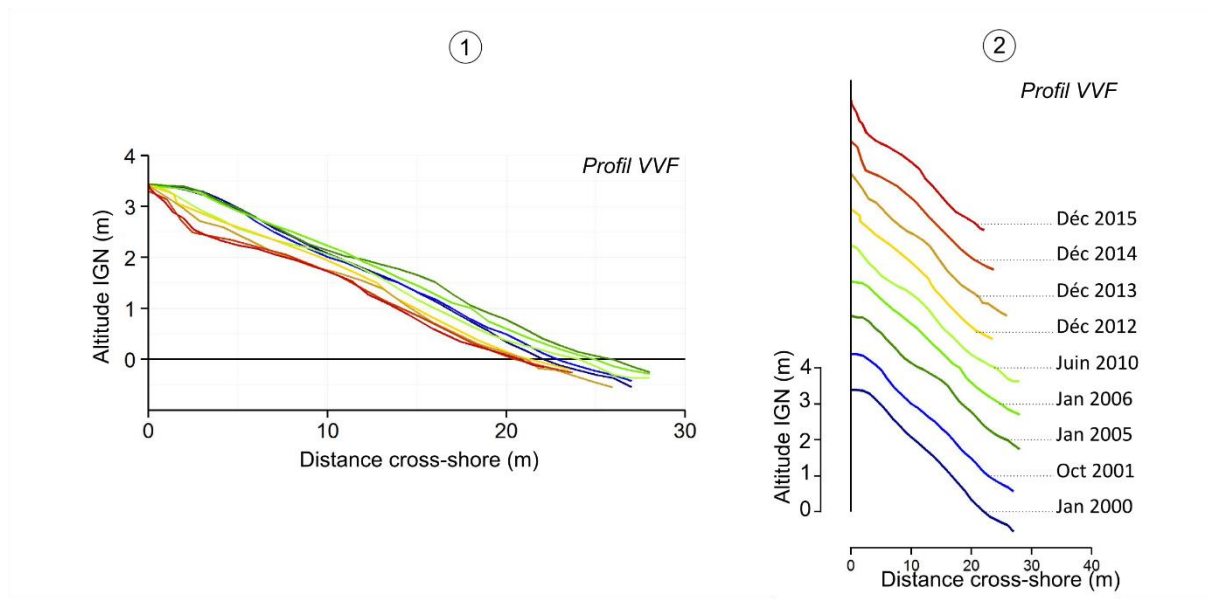 1
Profil VVF
4
3
2
1
0
Altitude IGN (m)
0 10 20 30
Distance cross-shore (m)
2
Profil VVF
Déc 2015
Déc 2014
Déc 2013
Déc 2012
Juin 2010
Jan 2006
Jan 2005
Oct 2001
Jan 2000
4
3
2
1
0
Altitude IGN (m)
0 10 20 30 40
Distance cross-shore (m)